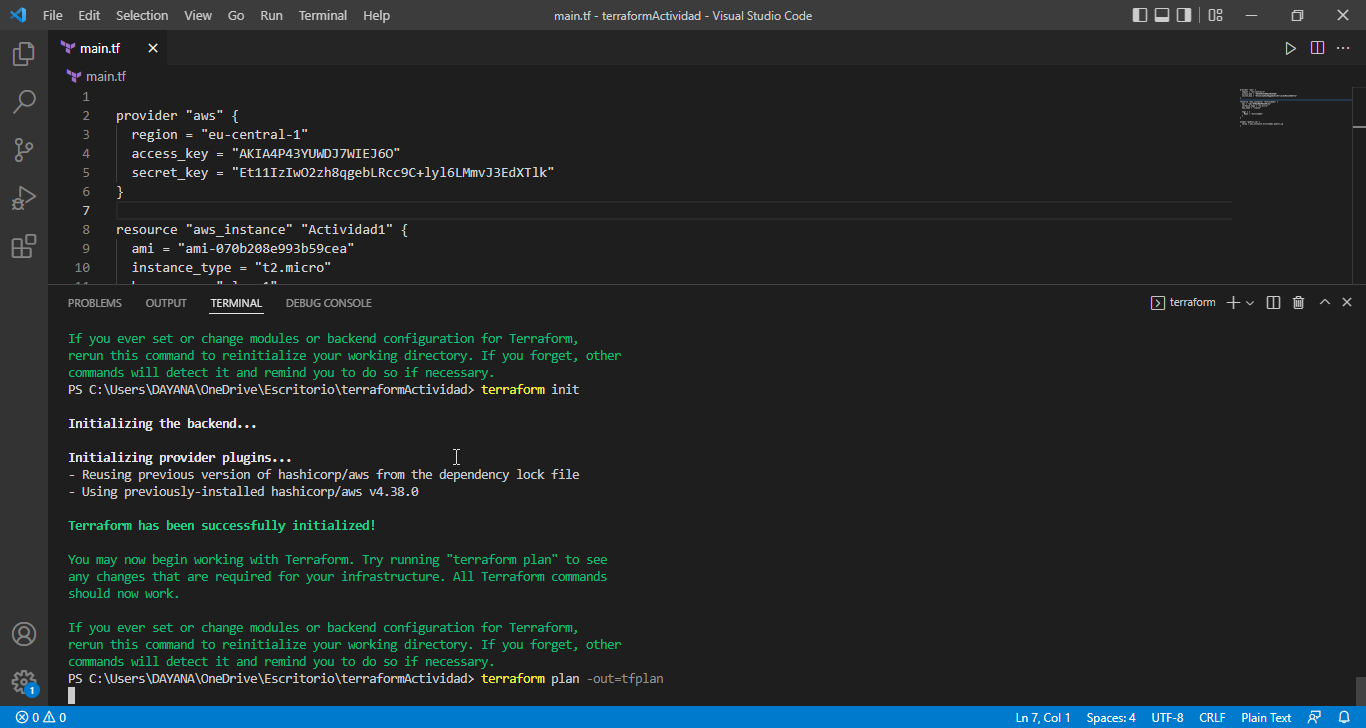 File Edit Selection View Go Run Terminal Help
main.tf - terraformActividad - Visual Studio Code
main.tf
main.tf
1
2 provider "aws" {
3 region = "eu-central-1"
4 access_key = "AKIA4P43YUWDJ7WIEJ6O"
5 secret_key = "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"
6 }
7
8 resource "aws_instance" "Actividad1" {
9 ami = "ami-070b208e993b59cea"
10 instance_type = "t2.micro"
PROBLEMS OUTPUT TERMINAL DEBUG CONSOLE
terraform
If you ever set or change modules or backend configuration for Terraform,
rerun this command to reinitialize your working directory. If you forget, other
commands will detect it and remind you to do so if necessary.
PS C:\Users\DAYANA\OneDrive\Escritorio\terraformActividad> terraform init
Initializing the backend...
Initializing provider plugins...
- Reusing previous version of hashicorp/aws from the dependency lock file
- Using previously-installed hashicorp/aws v4.38.0
Terraform has been successfully initialized!
You may now begin working with Terraform. Try running "terraform plan" to see
any changes that are required for your infrastructure. All Terraform commands
should now work.
If you ever set or change modules or backend configuration for Terraform,
rerun this command to reinitialize your working directory. If you forget, other
commands will detect it and remind you to do so if necessary.
PS C:\Users\DAYANA\OneDrive\Escritorio\terraformActividad> terraform plan -out=tfplan
1
0 0
Ln 7, Col 1 Spaces: 4 UTF-8 CRLF Plain Text